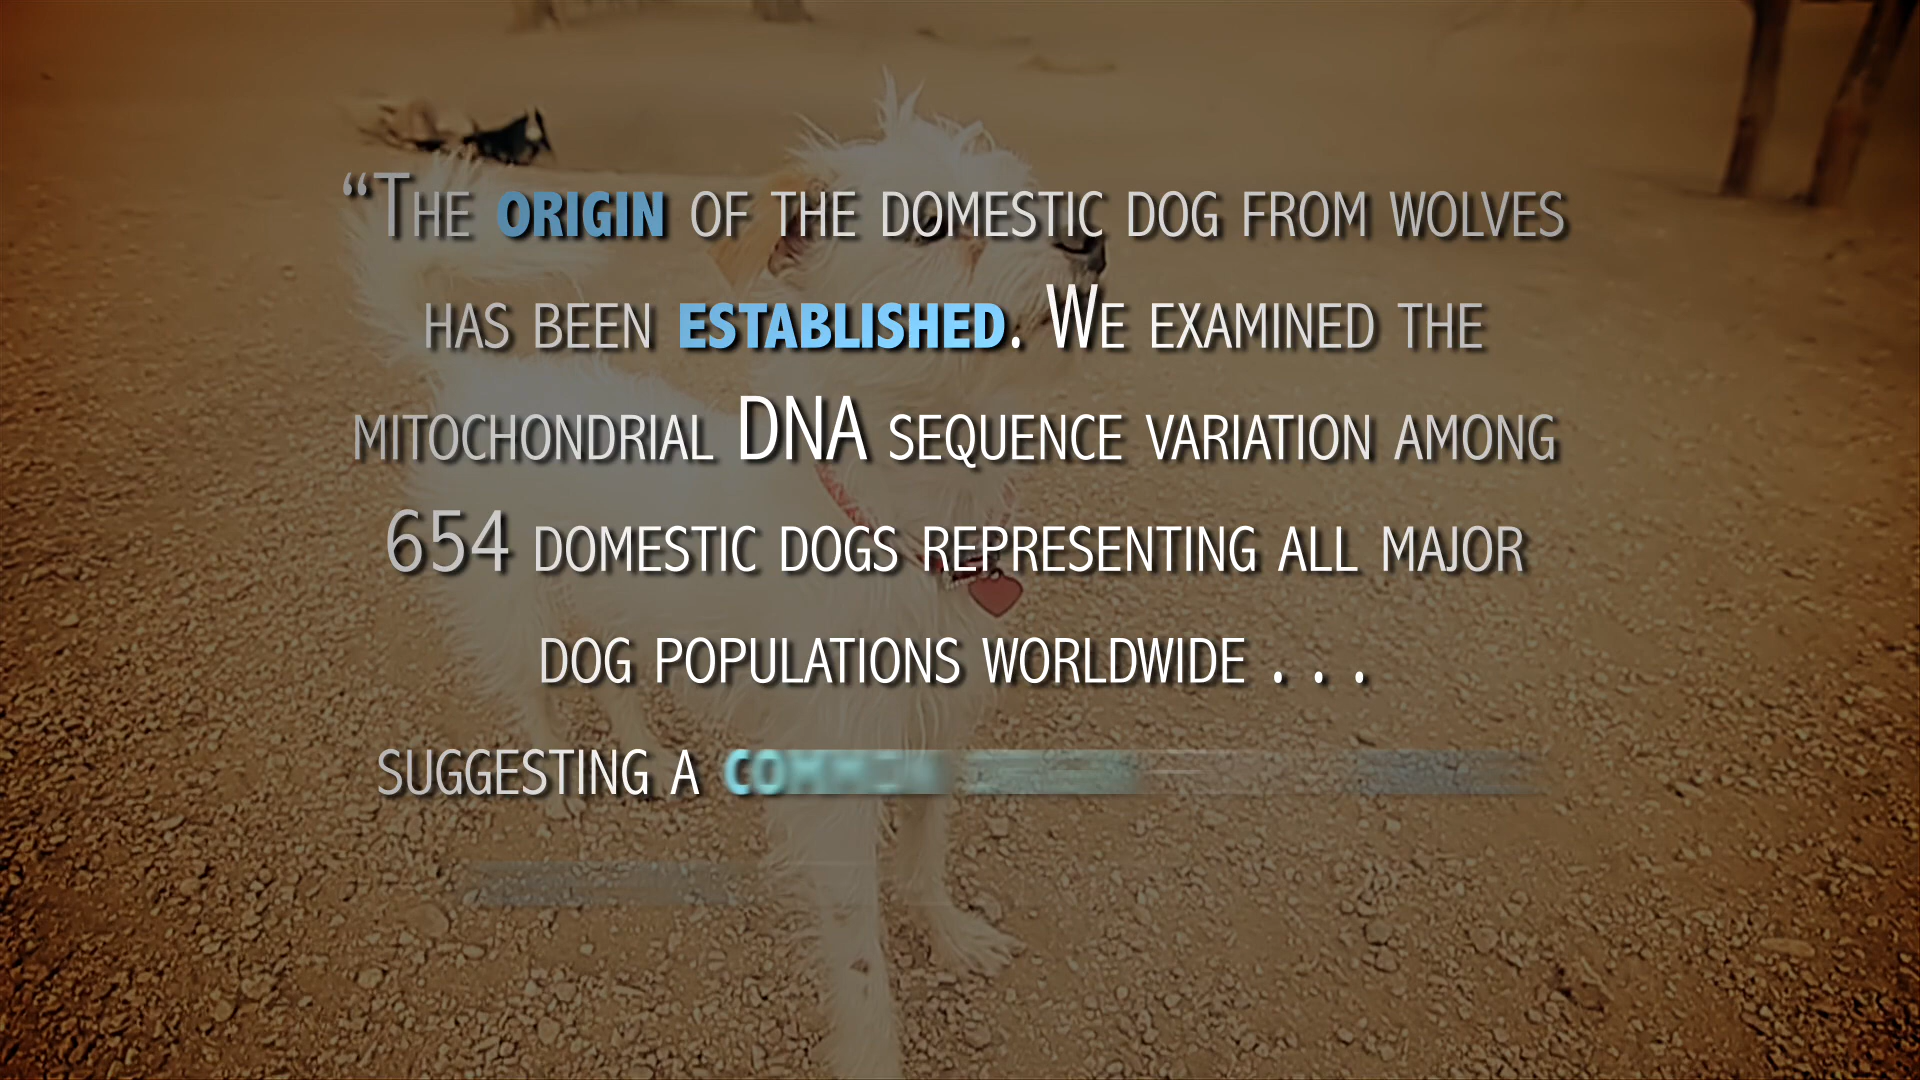 “The origin of the domestic dog from wolves
has been established. We examined the
mitochondrial DNA sequence variation among
654 domestic dogs representing all major
dog populations worldwide . . .
suggesting a